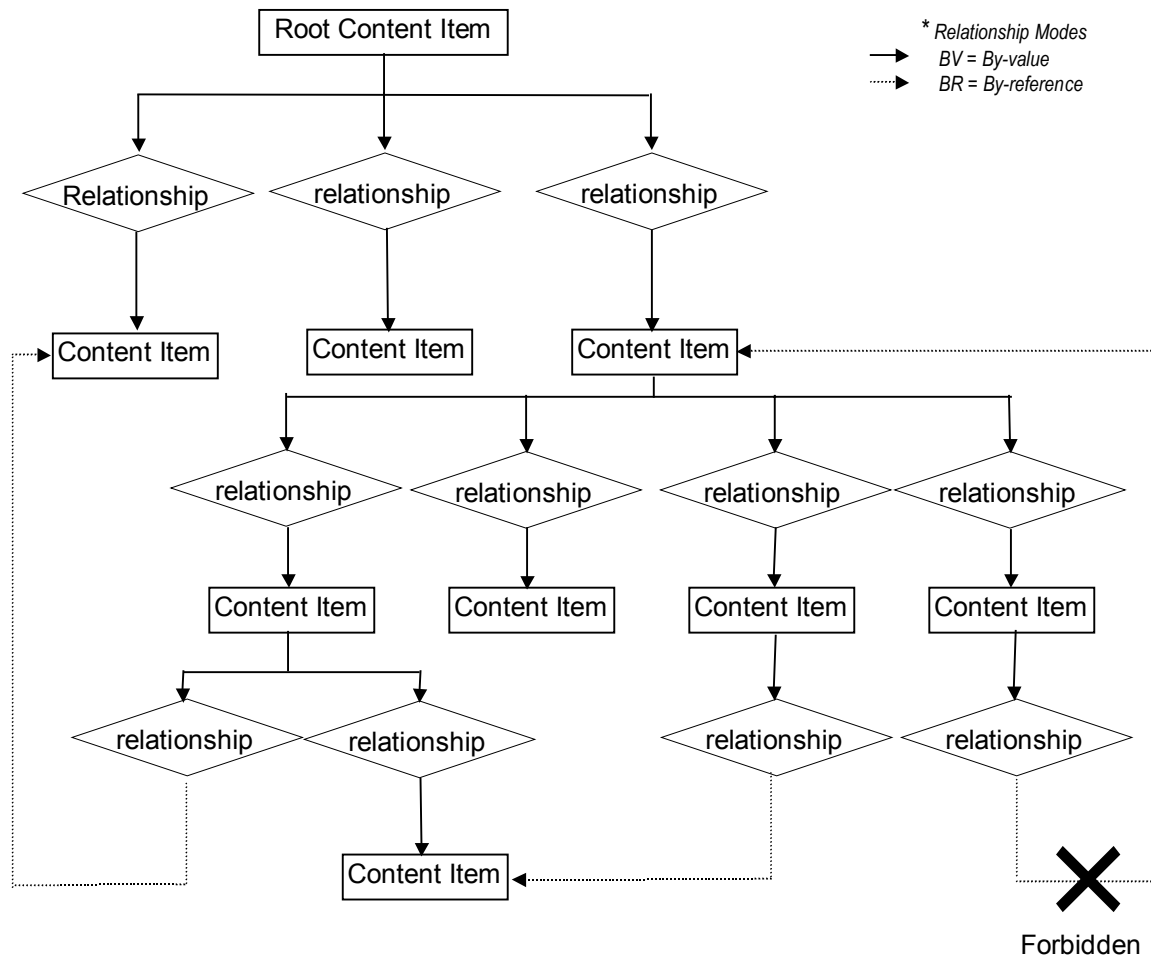 Root Content Item
* Relationship Modes
BV = By-value
BR = By-reference
Relationship
relationship
relationship
Content Item
Content Item
Content Item
relationship
relationship
relationship
relationship
Content Item
Content Item
Content Item
Content Item
relationship
relationship
relationship
relationship
Content Item
Forbidden